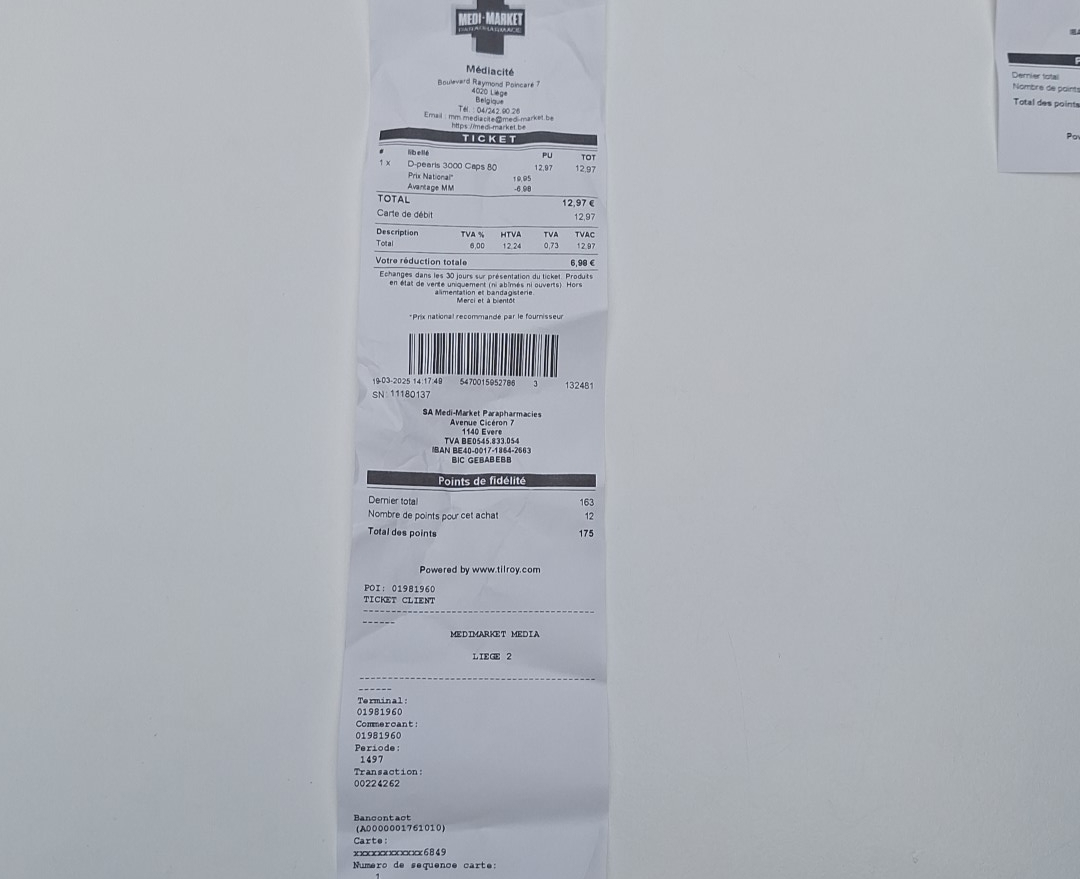 MEDI-MARKET
PARAPHARMACIE
Médiacité
Boulevard Raymond Poincaré 7
4020 Liège
Belgique
Tél. : 04/242.90.26
Email : mm.mediacite@medi-market.be
https://medi-market.be
TICKET
# libellé PU TOT
1 x D-pearls 3000 Caps 80 12,97 12,97
Prix National* 19,95
Avantage MM -6,98
TOTAL 12,97 €
Carte de débit 12,97
Description TVA % HTVA TVA TVAC
Total 6,00 12,24 0,73 12,97
Votre réduction totale 6,98 €
Echanges dans les 30 jours sur présentation du ticket. Produits
en état de vente uniquement (ni abîmés ni ouverts). Hors
alimentation et bandagisterie.
Merci et à bientôt
*Prix national recommandé par le fournisseur
19-03-2025 14:17:49 5470015952786 3 132481
SN: 11180137
SA Medi-Market Parapharmacies
Avenue Cicéron 7
1140 Evere
TVA BE0545.833.054
IBAN BE40-0017-1864-2663
BIC GEBABEBB
Points de fidélité
Dernier total 163
Nombre de points pour cet achat 12
Total des points 175
Powered by www.tilroy.com
POI: 01981960
TICKET CLIENT
MEDIMARKET MEDIA
LIEGE 2
Terminal:
01981960
Commercant:
01981960
Periode:
1497
Transaction:
00224262
Bancontact
(A0000001761010)
Carte:
xxxxxxxxxxxx6849
Numero de sequence carte:
1
Dernier total
Nombre de points
Total des points